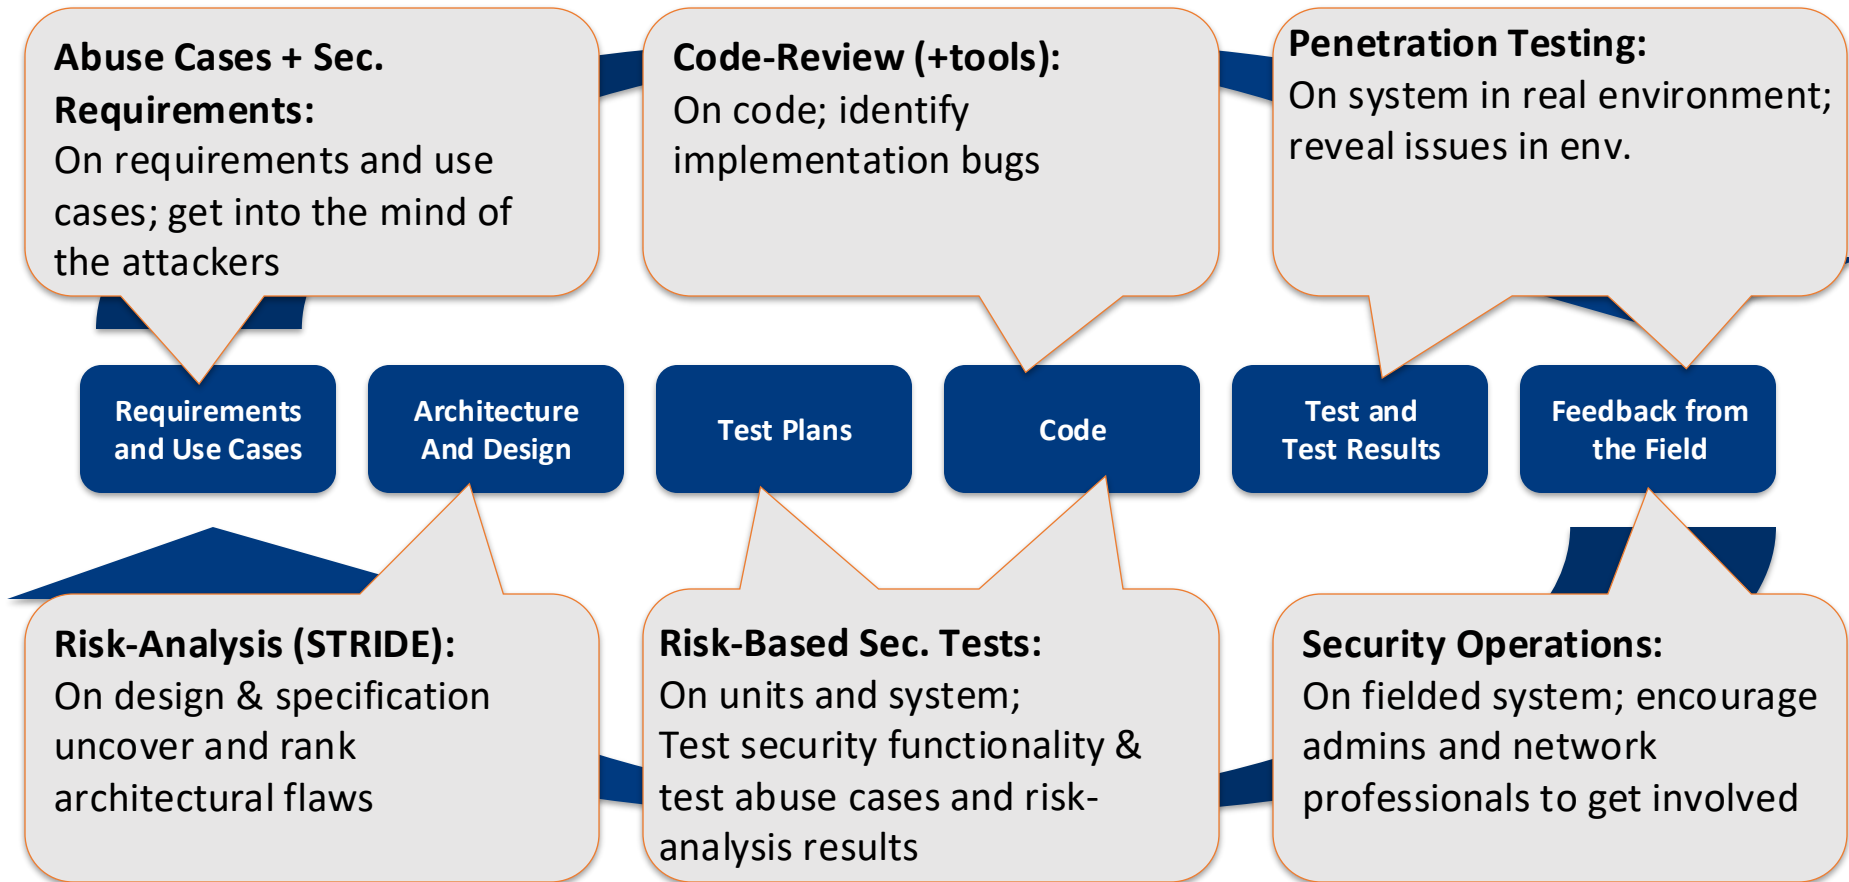 Abuse Cases + Sec.
Requirements:
On requirements and use
cases; get into the mind of
the attackers
Code-Review (+tools):
On code; identify
implementation bugs
Penetration Testing:
On system in real environment;
reveal issues in env.
Requirements
and Use Cases
Architecture
And Design
Test Plans
Code
Test and
Test Results
Feedback from
the Field
Risk-Analysis (STRIDE):
On design & specification
uncover and rank
architectural flaws
Risk-Based Sec. Tests:
On units and system;
Test security functionality &
test abuse cases and risk-
analysis results
Security Operations:
On fielded system; encourage
admins and network
professionals to get involved